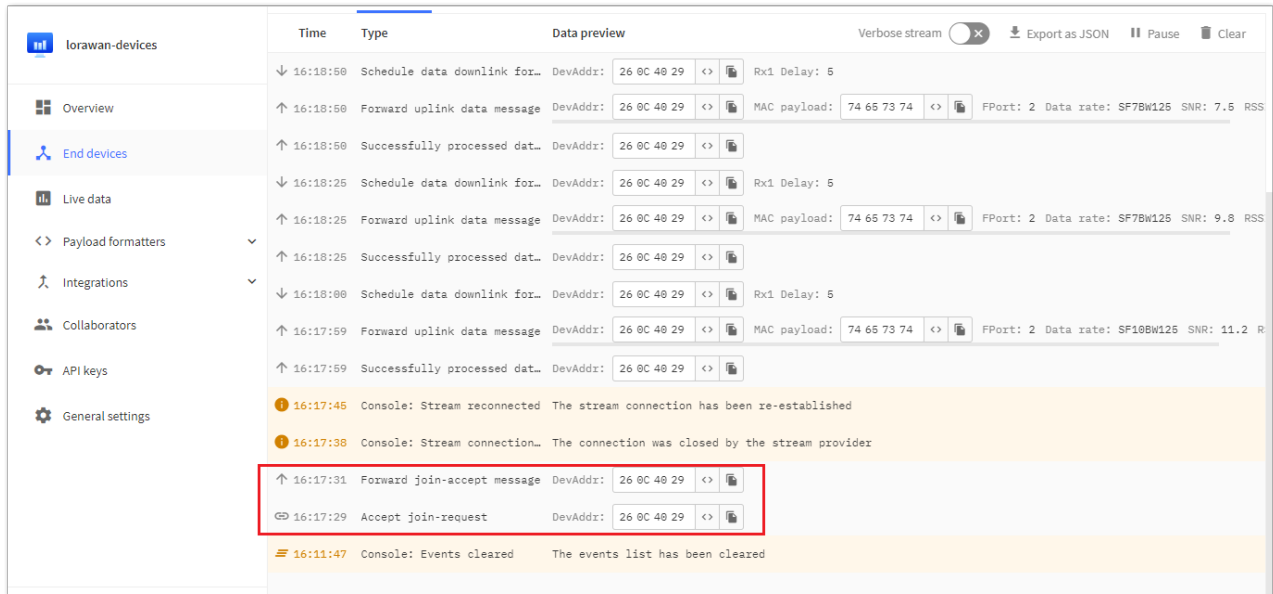 lorawan-devices
Overview
End devices
Live data
Payload formatters
Integrations
Collaborators
API keys
General settings
Time Type Data preview Verbose stream Export as JSON Pause Clear
16:18:50 Schedule data downlink for… DevAddr: 26 0C 40 29 <> Rx1 Delay: 5
16:18:50 Forward uplink data message DevAddr: 26 0C 40 29 <> MAC payload: 74 65 73 74 <> FPort: 2 Data rate: SF7BW125 SNR: 7.5 RSS
16:18:50 Successfully processed dat… DevAddr: 26 0C 40 29 <>
16:18:25 Schedule data downlink for… DevAddr: 26 0C 40 29 <> Rx1 Delay: 5
16:18:25 Forward uplink data message DevAddr: 26 0C 40 29 <> MAC payload: 74 65 73 74 <> FPort: 2 Data rate: SF7BW125 SNR: 9.8 RSS
16:18:25 Successfully processed dat… DevAddr: 26 0C 40 29 <>
16:18:00 Schedule data downlink for… DevAddr: 26 0C 40 29 <> Rx1 Delay: 5
16:17:59 Forward uplink data message DevAddr: 26 0C 40 29 <> MAC payload: 74 65 73 74 <> FPort: 2 Data rate: SF10BW125 SNR: 11.2 R
16:17:59 Successfully processed dat… DevAddr: 26 0C 40 29 <>
16:17:45 Console: Stream reconnected The stream connection has been re-established
16:17:38 Console: Stream connection… The connection was closed by the stream provider
16:17:31 Forward join-accept message DevAddr: 26 0C 40 29 <>
16:17:29 Accept join-request DevAddr: 26 0C 40 29 <>
16:11:47 Console: Events cleared The events list has been cleared